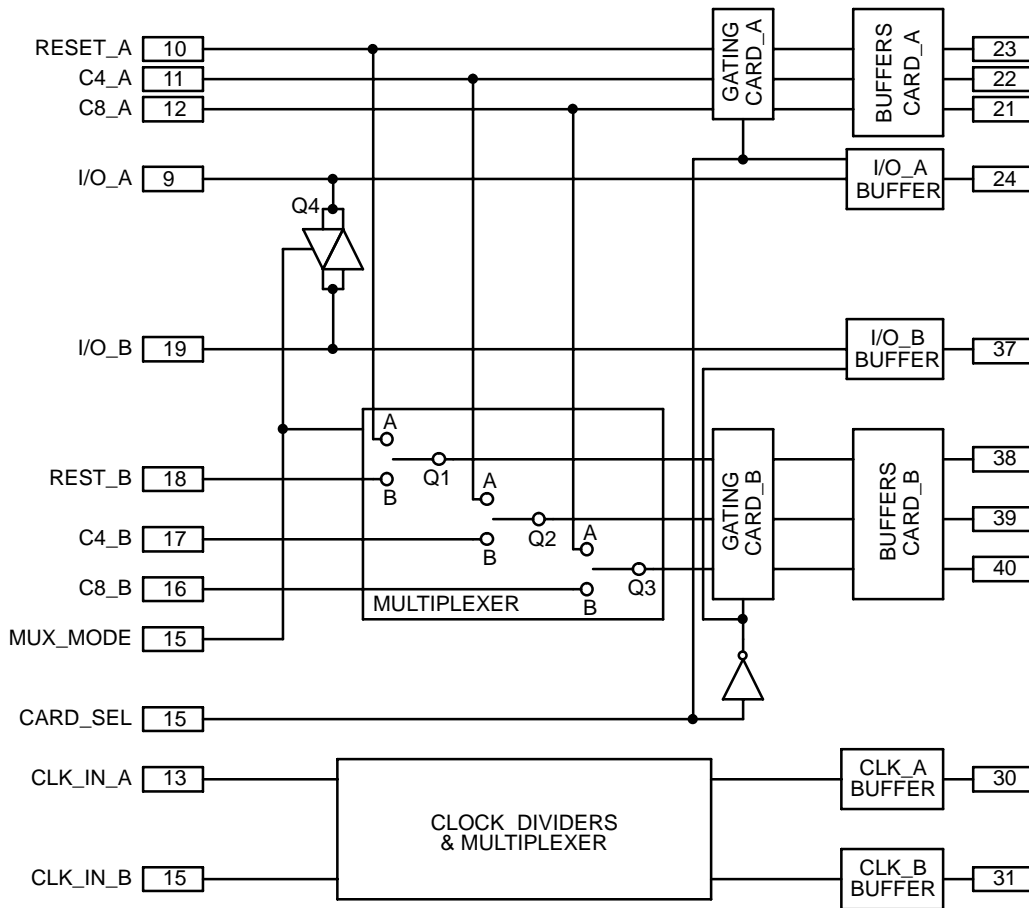 RESET_A 10
C4_A 11
C8_A 12
GATING
CARD_A
BUFFERS
CARD_A
23
22
21
I/O_A 9
I/O_A
BUFFER
24
Q4
I/O_B 19
I/O_B
BUFFER
37
A
Q1
B
REST_B 18
A
Q2
B
C4_B 17
A
Q3
B
C8_B 16
MULTIPLEXER
GATING
CARD_B
BUFFERS
CARD_B
38
39
40
MUX_MODE 15
CARD_SEL 15
CLK_IN_A 13
CLOCK DIVIDERS
& MULTIPLEXER
CLK_A
BUFFER
30
CLK_IN_B 15
CLK_B
BUFFER
31